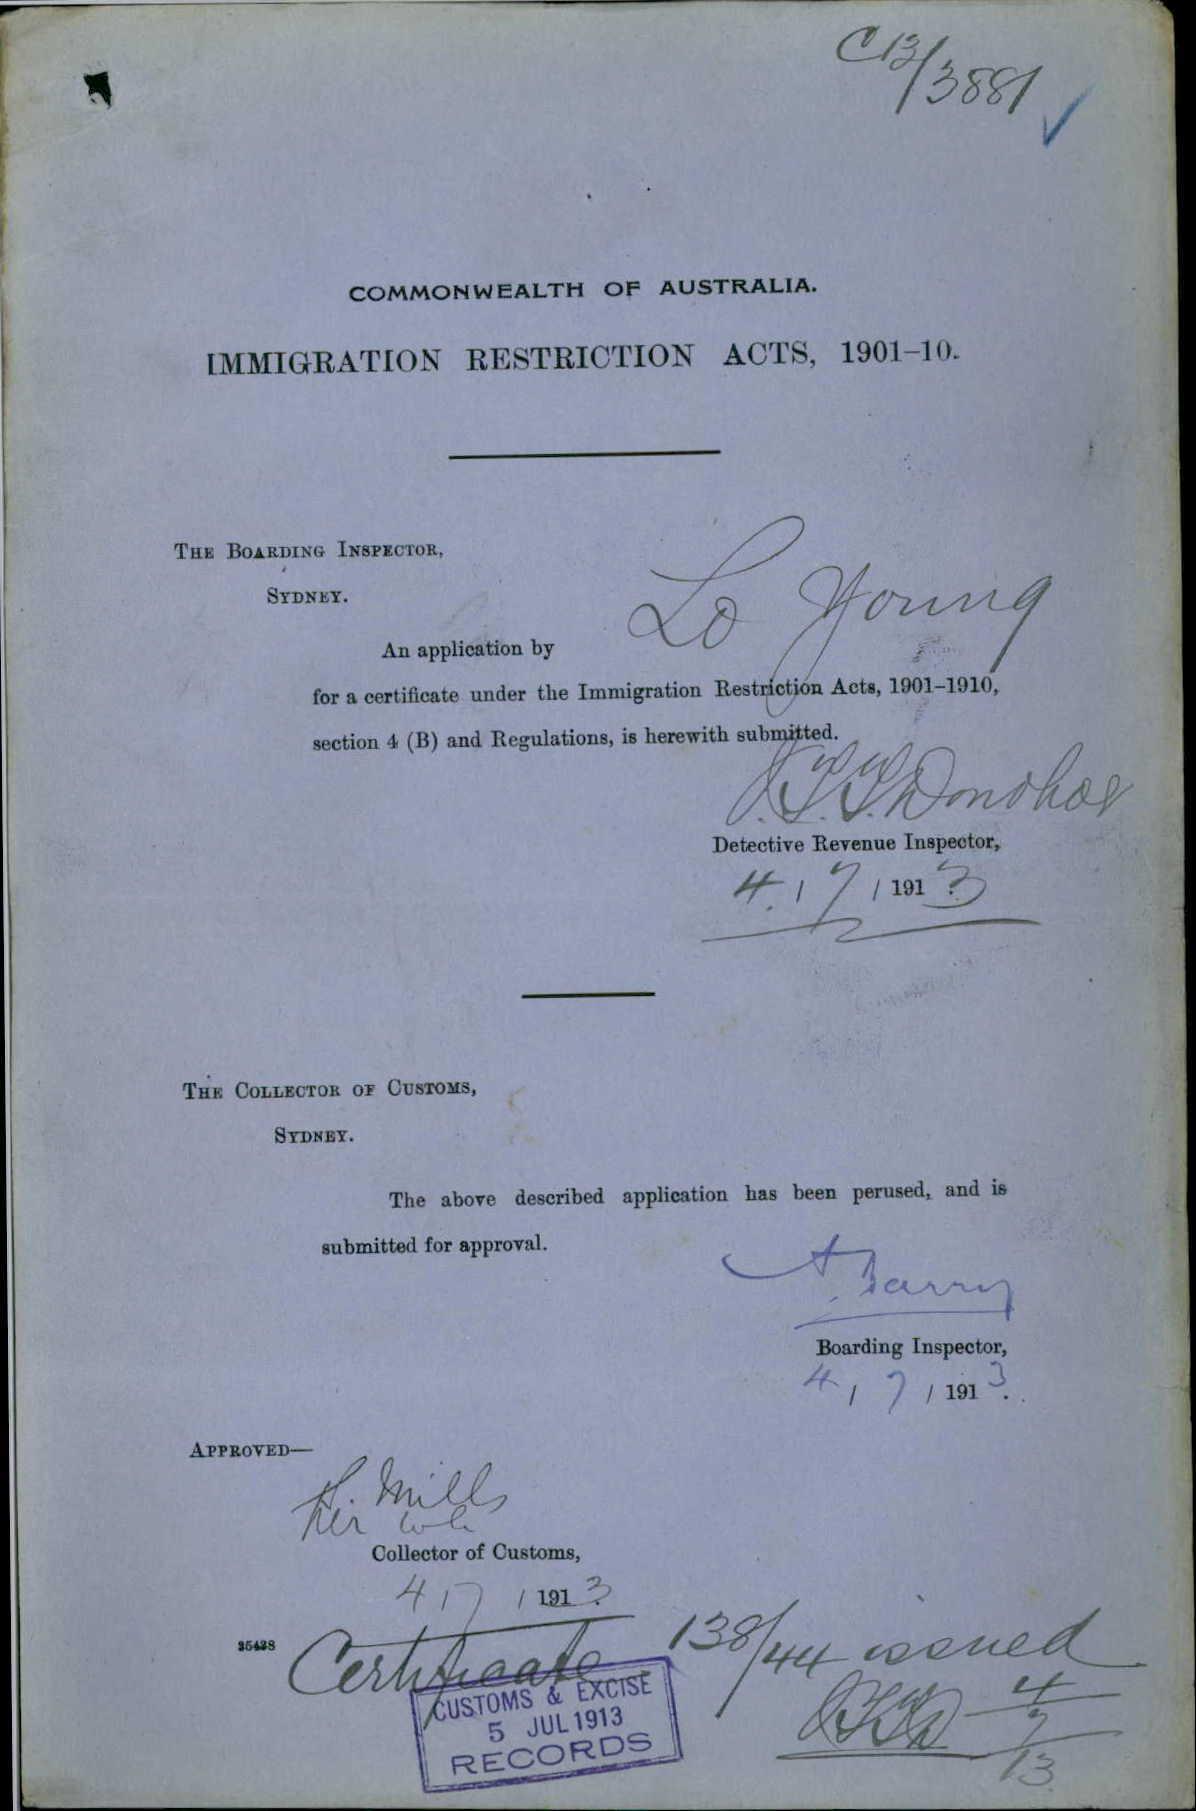 C13/3881
COMMONWEALTH OF AUSTRALIA.
IMMIGRATION RESTRICTION ACTS, 1901-10.
THE BOARDING INSPECTOR,
SYDNEY.
An application by Lo Young
for a certificate under the Immigration Restriction Acts, 1901-1910,
section 4 (B) and Regulations, is herewith submitted.
Donohoe
Detective Revenue Inspector,
4 / 7 / 1913.
THE COLLECTOR OF CUSTOMS,
SYDNEY.
The above described application has been perused, and is
submitted for approval.
A. Barry
Boarding Inspector,
4 / 7 / 1913.
APPROVED—
Mills
Collector of Customs,
4 / 7 / 1913.
35438
Certificate 138/44 issued
4/7/13
CUSTOMS & EXCISE
5 JUL 1913
RECORDS